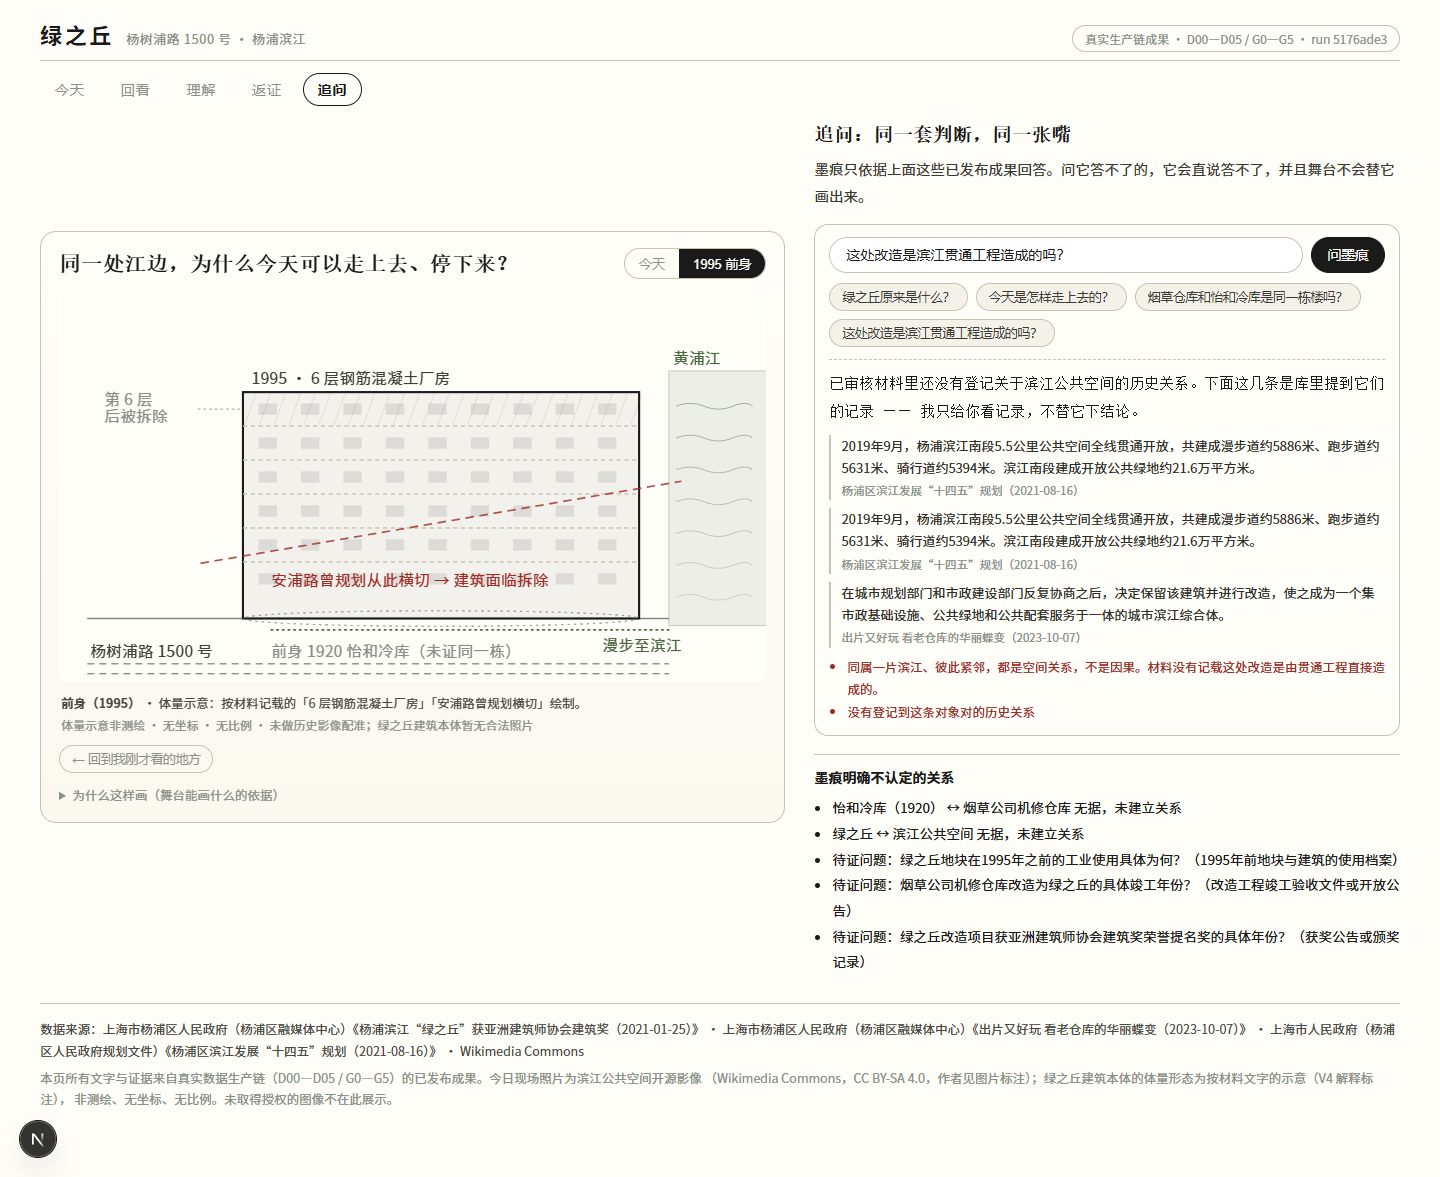 绿之丘 杨树浦路 1500 号 · 杨浦滨江
真实生产链成果 · D00—D05 / G0—G5 · run 5176ade3
今天 回看 理解 返证 追问
同一处江边，为什么今天可以走上去、停下来？
今天 1995 前身
黄浦江
1995 · 6 层钢筋混凝土厂房
第 6 层
后被拆除
安浦路曾规划从此横切 → 建筑面临拆除
漫步至滨江
杨树浦路 1500 号
前身 1920 怡和冷库（未证同一栋）
前身（1995） · 体量示意：按材料记载的「6 层钢筋混凝土厂房」「安浦路曾规划横切」绘制。
体量示意非测绘 · 无坐标 · 无比例 · 未做历史影像配准；绿之丘建筑本体暂无合法照片
← 回到我刚才看的地方
▶ 为什么这样画（舞台能画什么的依据）
追问：同一套判断，同一张嘴
墨痕只依据上面这些已发布成果回答。问它答不了的，它会直说答不了，并且舞台不会替它
画出来。
这处改造是滨江贯通工程造成的吗？
问墨痕
绿之丘原来是什么？ 今天是怎样走上去的？ 烟草仓库和怡和冷库是同一栋楼吗？
这处改造是滨江贯通工程造成的吗？
已审核材料里还没有登记关于滨江公共空间的历史关系。下面这几条是库里提到它们
的记录 —— 我只给你看记录，不替它下结论。
2019年9月，杨浦滨江南段5.5公里公共空间全线贯通开放，共建成漫步道约5886米、跑步道约
5631米、骑行道约5394米。滨江南段建成开放公共绿地约21.6万平方米。
杨浦区滨江发展“十四五”规划（2021-08-16）
2019年9月，杨浦滨江南段5.5公里公共空间全线贯通开放，共建成漫步道约5886米、跑步道约
5631米、骑行道约5394米。滨江南段建成开放公共绿地约21.6万平方米。
杨浦区滨江发展“十四五”规划（2021-08-16）
在城市规划部门和市政建设部门反复协商之后，决定保留该建筑并进行改造，使之成为一个集
市政基础设施、公共绿地和公共配套服务于一体的城市滨江综合体。
出片又好玩 看老仓库的华丽蝶变（2023-10-07）
• 同属一片滨江、彼此紧邻，都是空间关系，不是因果。材料没有记载这处改造是由贯通工程直接造
成的。
• 没有登记到这条对象对的历史关系
墨痕明确不认定的关系
• 怡和冷库（1920） ↔ 烟草公司机修仓库 无据，未建立关系
• 绿之丘 ↔ 滨江公共空间 无据，未建立关系
• 待证问题：绿之丘地块在1995年之前的工业使用具体为何？（1995年前地块与建筑的使用档案）
• 待证问题：烟草公司机修仓库改造为绿之丘的具体竣工年份？（改造工程竣工验收文件或开放公
告）
• 待证问题：绿之丘改造项目获亚洲建筑师协会建筑奖荣誉提名奖的具体年份？（获奖公告或颁奖
记录）
数据来源：上海市杨浦区人民政府（杨浦区融媒体中心）《杨浦滨江“绿之丘”获亚洲建筑师协会建筑奖（2021-01-25）》 · 上海市杨浦区人民政府（杨浦区融媒体中心）《出片又好玩 看老仓库的华丽蝶变（2023-10-07）》 · 上海市人民政府（杨浦
区人民政府规划文件）《杨浦区滨江发展“十四五”规划（2021-08-16）》 · Wikimedia Commons
本页所有文字与证据来自真实数据生产链（D00—D05 / G0—G5）的已发布成果。今日现场照片为滨江公共空间开源影像 （Wikimedia Commons，CC BY-SA 4.0，作者见图片标注）；绿之丘建筑本体的体量形态为按材料文字的示意（V4 解释标
注）， 非测绘、无坐标、无比例。未取得授权的图像不在此展示。
N